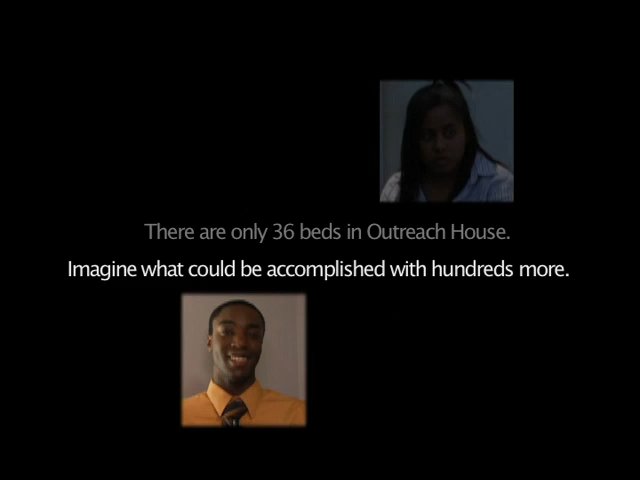 There are only 36 beds in Outreach House.
Imagine what could be accomplished with hundreds more.